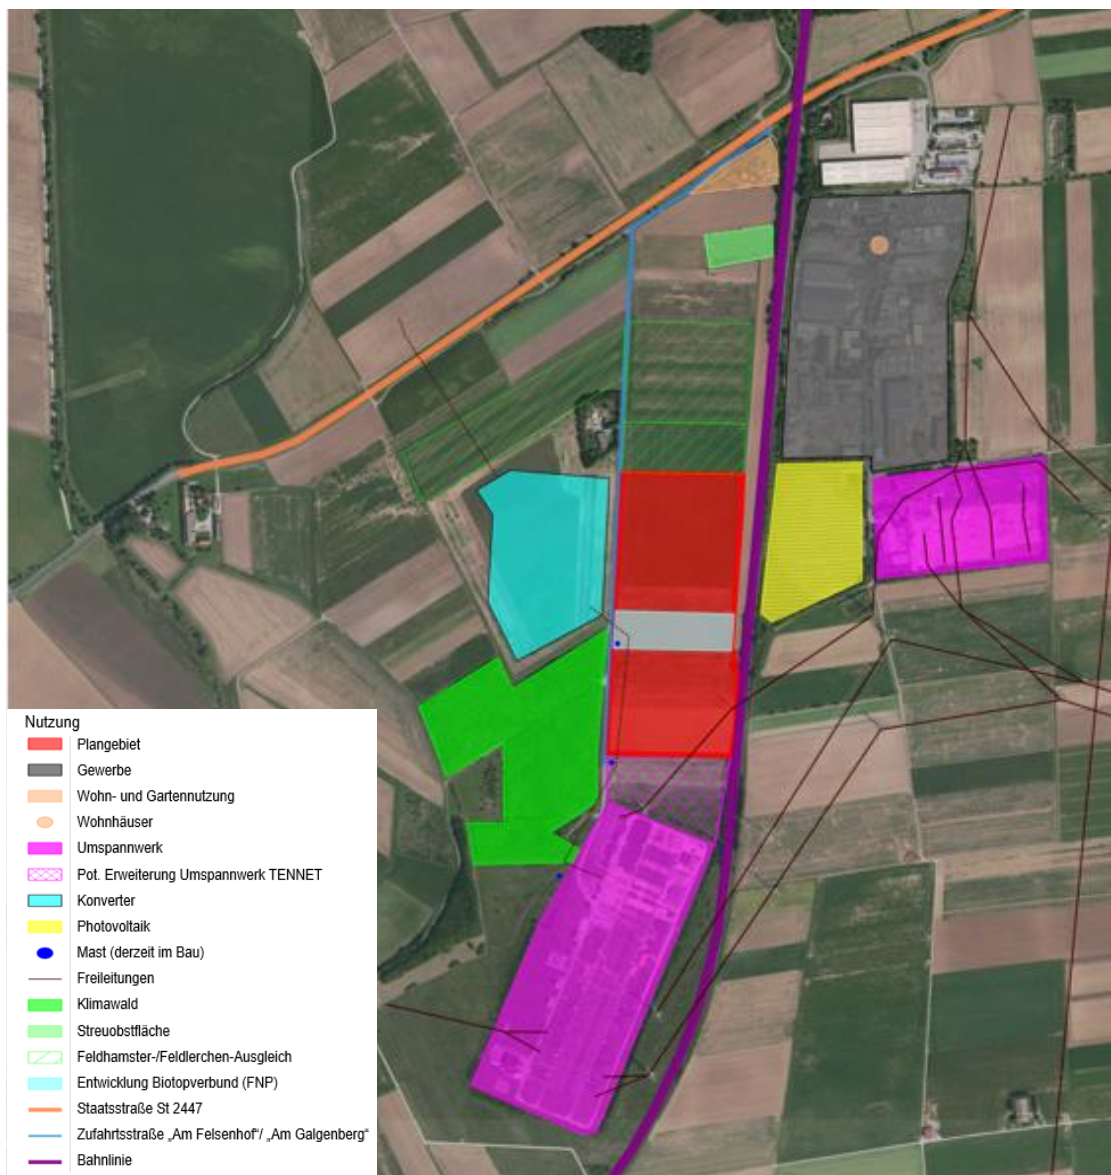 Nutzung
Plangebiet
Gewerbe
Wohn- und Gartennutzung
Wohnhäuser
Umspannwerk
Pot. Erweiterung Umspannwerk TENNET
Konverter
Photovoltaik
Mast (derzeit im Bau)
Freileitungen
Klimawald
Streuobstfläche
Feldhamster-/Feldlerchen-Ausgleich
Entwicklung Biotopverbund (FNP)
Staatsstraße St 2447
Zufahrtsstraße „Am Felsenhof“/ „Am Galgenberg“
Bahnlinie